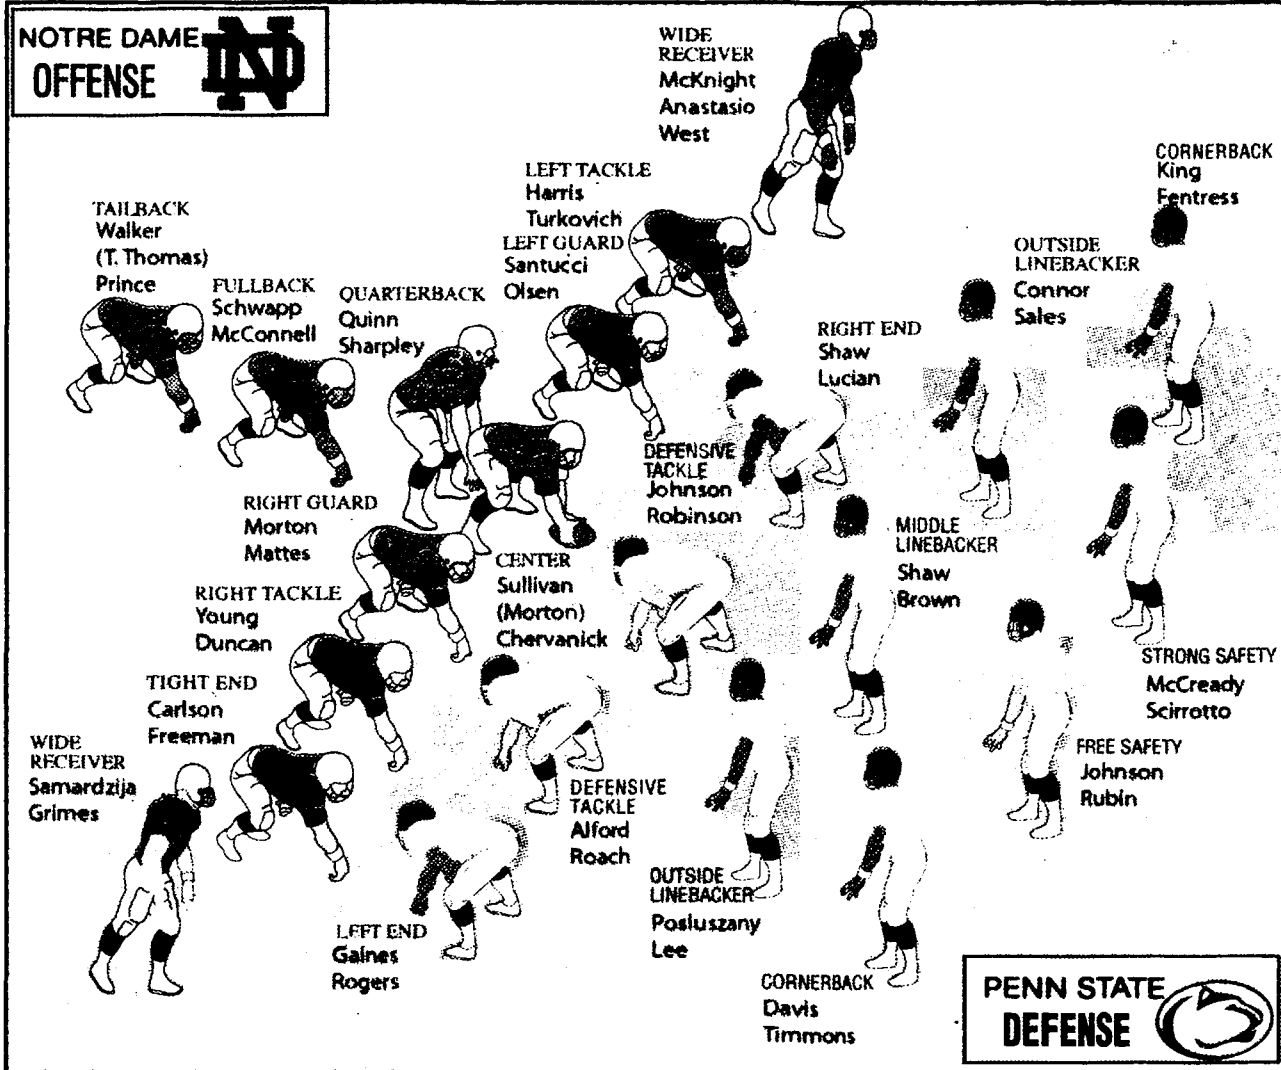 NOTRE DAME
OFFENSE
ND
WIDE
RECEIVER
McKnight
Anastasio
West
CORNERBACK
King
Fentress
LEFT TACKLE
Harris
Turkovich
TAILBACK
Walker
(T. Thomas)
Prince
LEFT GUARD
Santucci
Olsen
OUTSIDE
LINEBACKER
Connor
Sales
FULLBACK
Schwapp
McConnell
QUARTERBACK
Quinn
Sharpley
RIGHT END
Shaw
Lucian
DEFENSIVE
TACKLE
Johnson
Robinson
RIGHT GUARD
Morton
Mattes
MIDDLE
LINEBACKER
Shaw
Brown
CENTER
Sullivan
(Morton)
Chervanick
RIGHT TACKLE
Young
Duncan
STRONG SAFETY
McCready
Scirrotto
TIGHT END
Carlson
Freeman
WIDE
RECEIVER
Samardzija
Grimes
FREE SAFETY
Johnson
Rubin
DEFENSIVE
TACKLE
Alford
Roach
OUTSIDE
LINEBACKER
Posluszany
Lee
LEFT END
Gaines
Rogers
CORNERBACK
Davis
Timmons
PENN STATE
DEFENSE